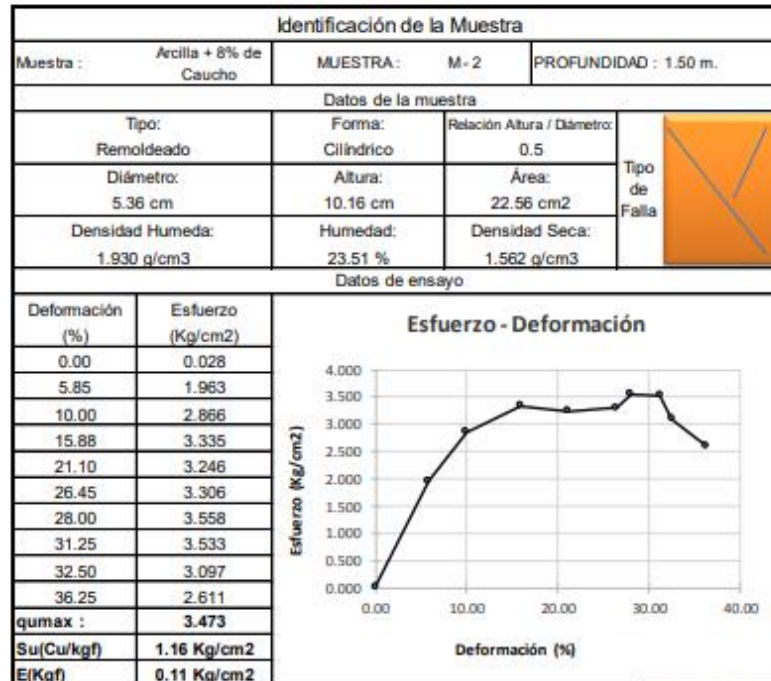 Identificación de la Muestra
Muestra : Arcilla + 8% de Caucho MUESTRA : M - 2 PROFUNDIDAD : 1.50 m.
Datos de la muestra
Tipo: Forma: Relación Altura / Diámetro:
Remoldeado Cilíndrico 0.5
Diámetro: Altura: Área:
5.36 cm 10.16 cm 22.56 cm2
Tipo de Falla
Densidad Humeda: Humedad: Densidad Seca:
1.930 g/cm3 23.51 % 1.562 g/cm3
Datos de ensayo
Deformación Esfuerzo
(%) (Kg/cm2)
0.00 0.028
5.85 1.963
10.00 2.866
15.88 3.335
21.10 3.246
26.45 3.306
28.00 3.558
31.25 3.533
32.50 3.097
36.25 2.611
qumax : 3.473
Su(Cu/kgf) 1.16 Kg/cm2
E(Kgf) 0.11 Kg/cm2
Esfuerzo - Deformación
Esfuerzo (Kg/cm2)
4.000
3.500
3.000
2.500
2.000
1.500
1.000
0.500
0.000
0.00 10.00 20.00 30.00 40.00
Deformación (%)